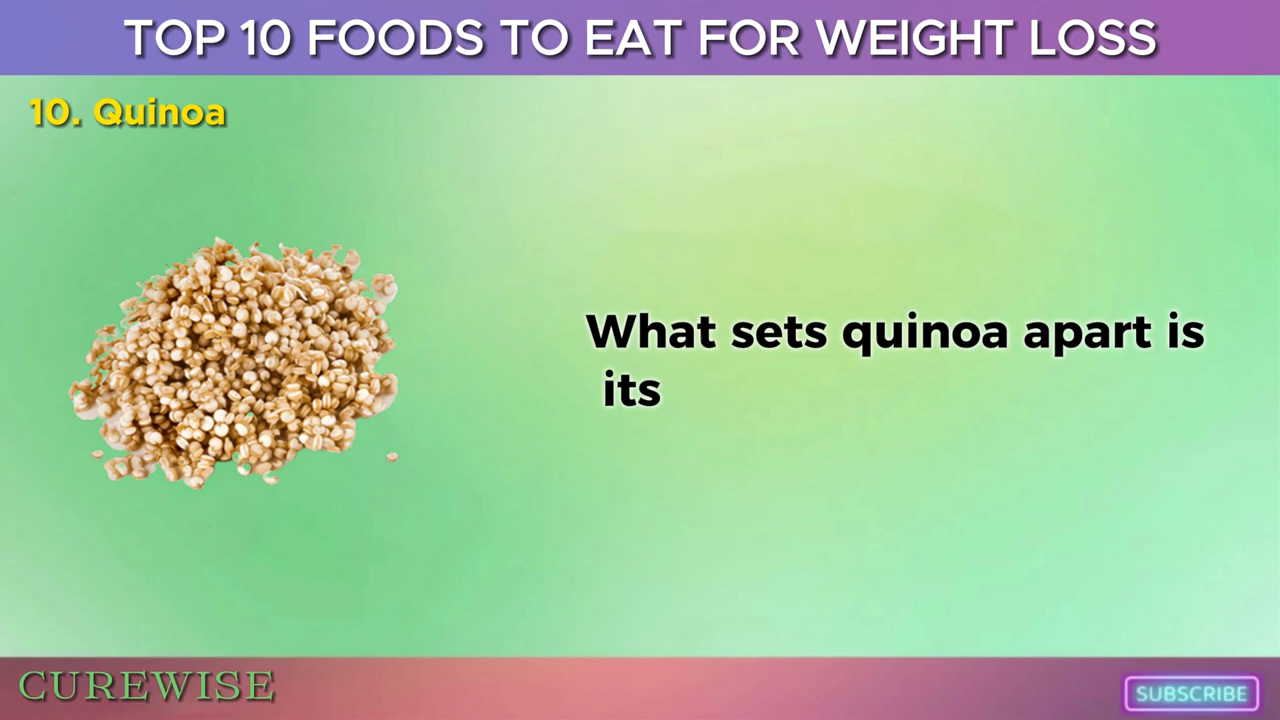 TOP 10 FOODS TO EAT FOR WEIGHT LOSS
10. Quinoa
What sets quinoa apart is
its
CUREWISE
SUBSCRIBE